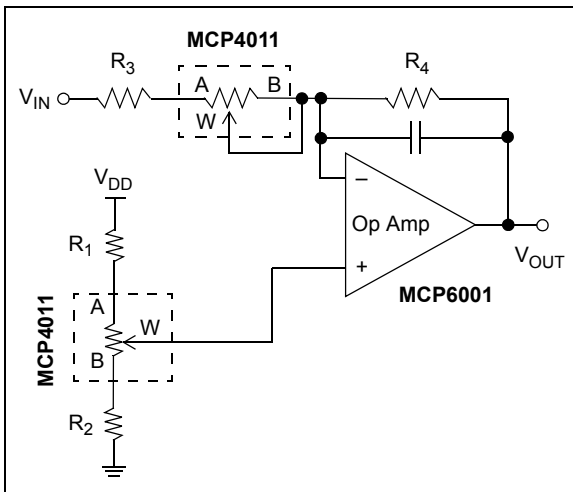 MCP4011
R3
R4
A
B
VIN
W
VDD
–
Op Amp
R1
VOUT
+
MCP6001
A
W
MCP4011
B
R2